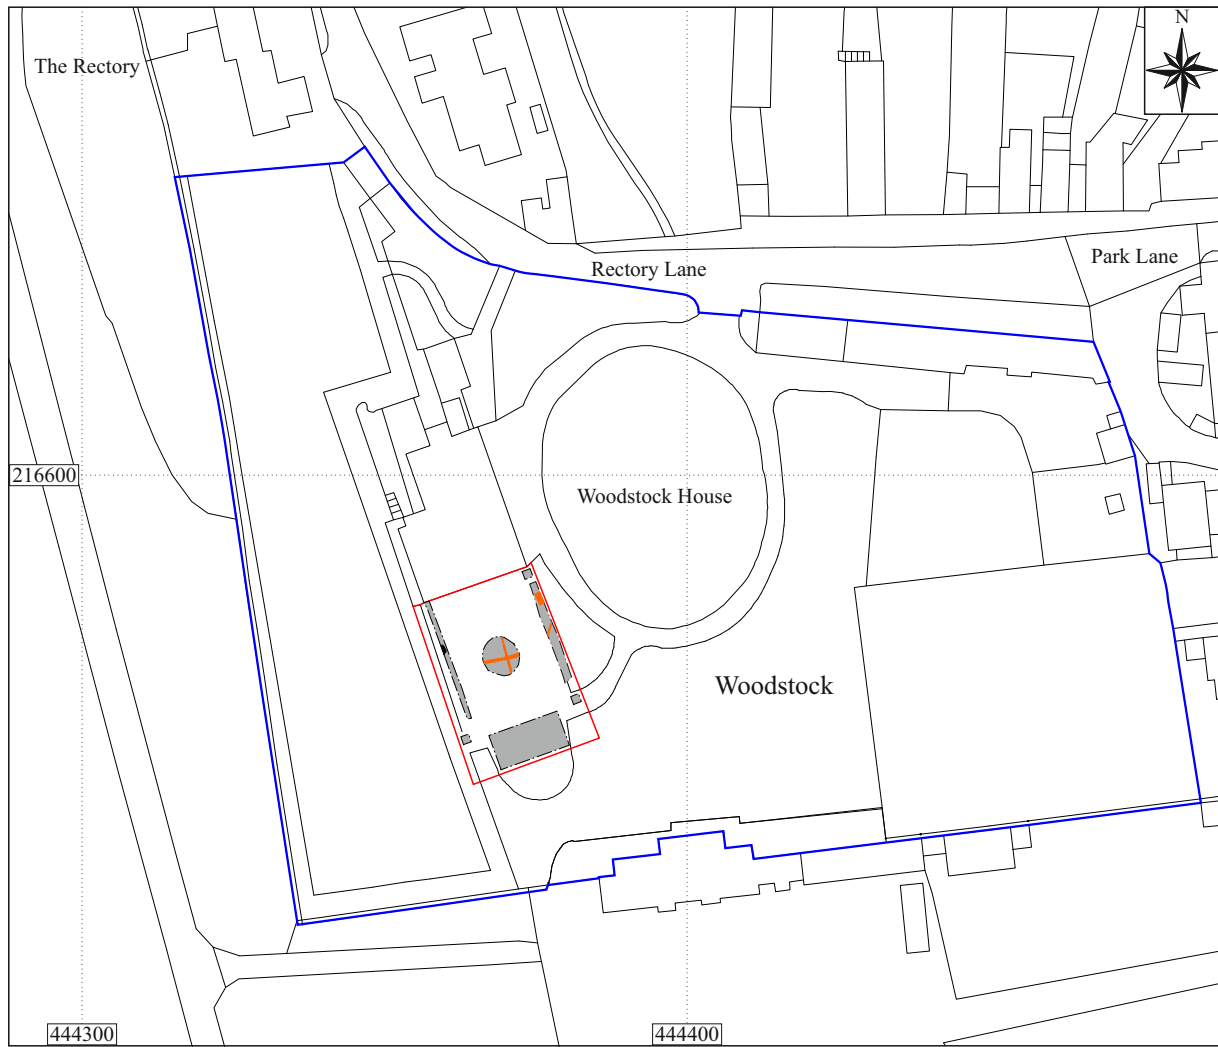 N
The Rectory
Park Lane
Rectory Lane
216600
Woodstock House
Woodstock
444300
444400